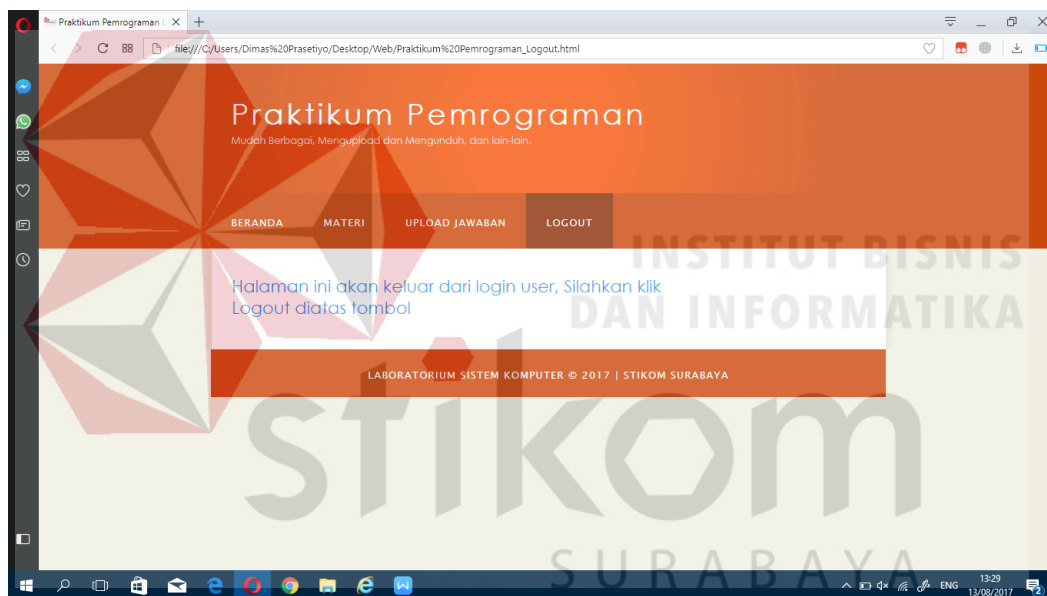 Praktikum Pemrograman L
file:///C:/Users/Dimas%20Prasetiyo/Desktop/Web/Praktikum%20Pemrograman_Logout.html
Praktikum Pemrograman
Mudah Berbagai, Mengupload dan Mengunduh, dan lain-lain.
BERANDA MATERI UPLOAD JAWABAN LOGOUT
INSTITUT BISNIS
DAN INFORMATIKA
Halaman ini akan keluar dari login user, Silahkan klik
Logout diatas tombol
LABORATORIUM SISTEM KOMPUTER © 2017 | STIKOM SURABAYA
stikom
SURABAYA
ENG 13:29
13/08/2017
2